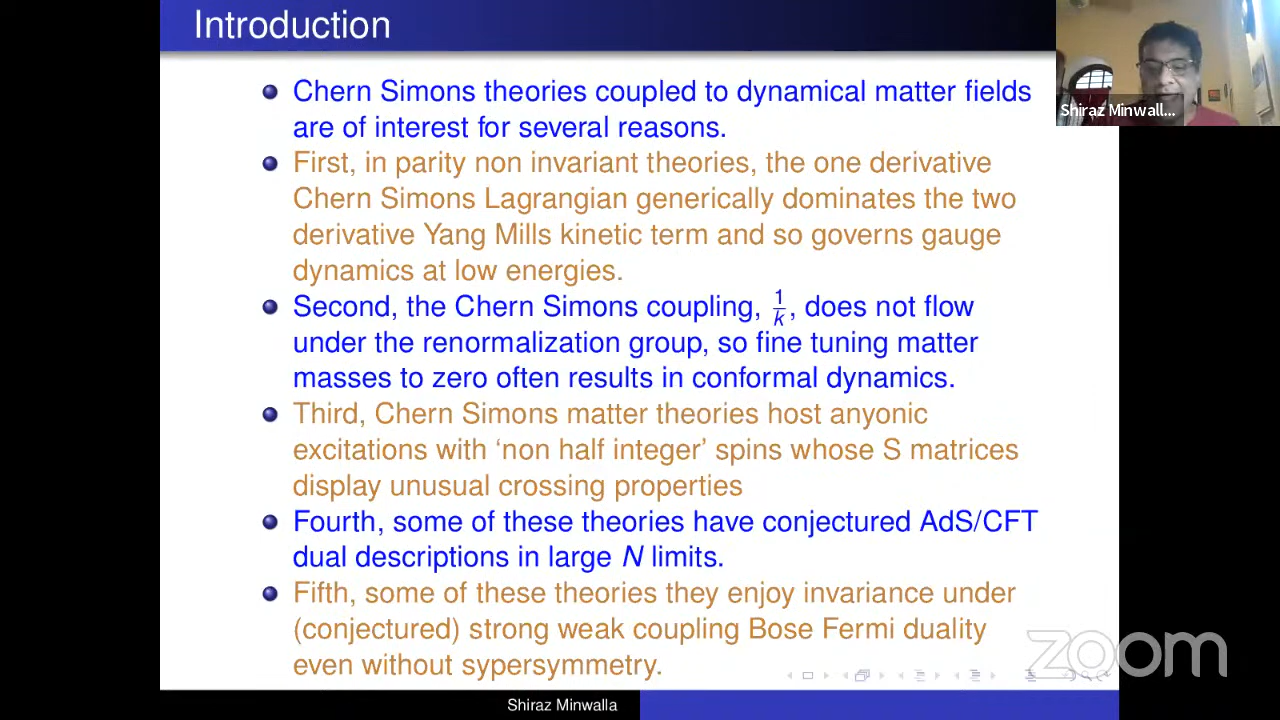 Introduction
Shiraz Minwall...
Chern Simons theories coupled to dynamical matter fields
are of interest for several reasons.
First, in parity non invariant theories, the one derivative
Chern Simons Lagrangian generically dominates the two
derivative Yang Mills kinetic term and so governs gauge
dynamics at low energies.
Second, the Chern Simons coupling, 1/k, does not flow
under the renormalization group, so fine tuning matter
masses to zero often results in conformal dynamics.
Third, Chern Simons matter theories host anyonic
excitations with ‘non half integer’ spins whose S matrices
display unusual crossing properties
Fourth, some of these theories have conjectured AdS/CFT
dual descriptions in large N limits.
Fifth, some of these theories they enjoy invariance under
(conjectured) strong weak coupling Bose Fermi duality
even without sypersymmetry.
zoom
Shiraz Minwalla